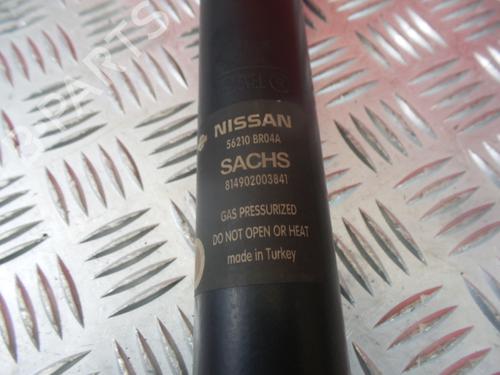 NISSAN
56210 BR04A
SACHS
814902003841
GAS PRESSURIZED
DO NOT OPEN OR HEAT
made in Turkey